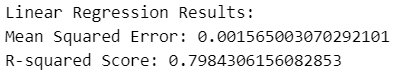 Linear Regression Results:
Mean Squared Error: 0.001565003070292101
R-squared Score: 0.7984306156082853